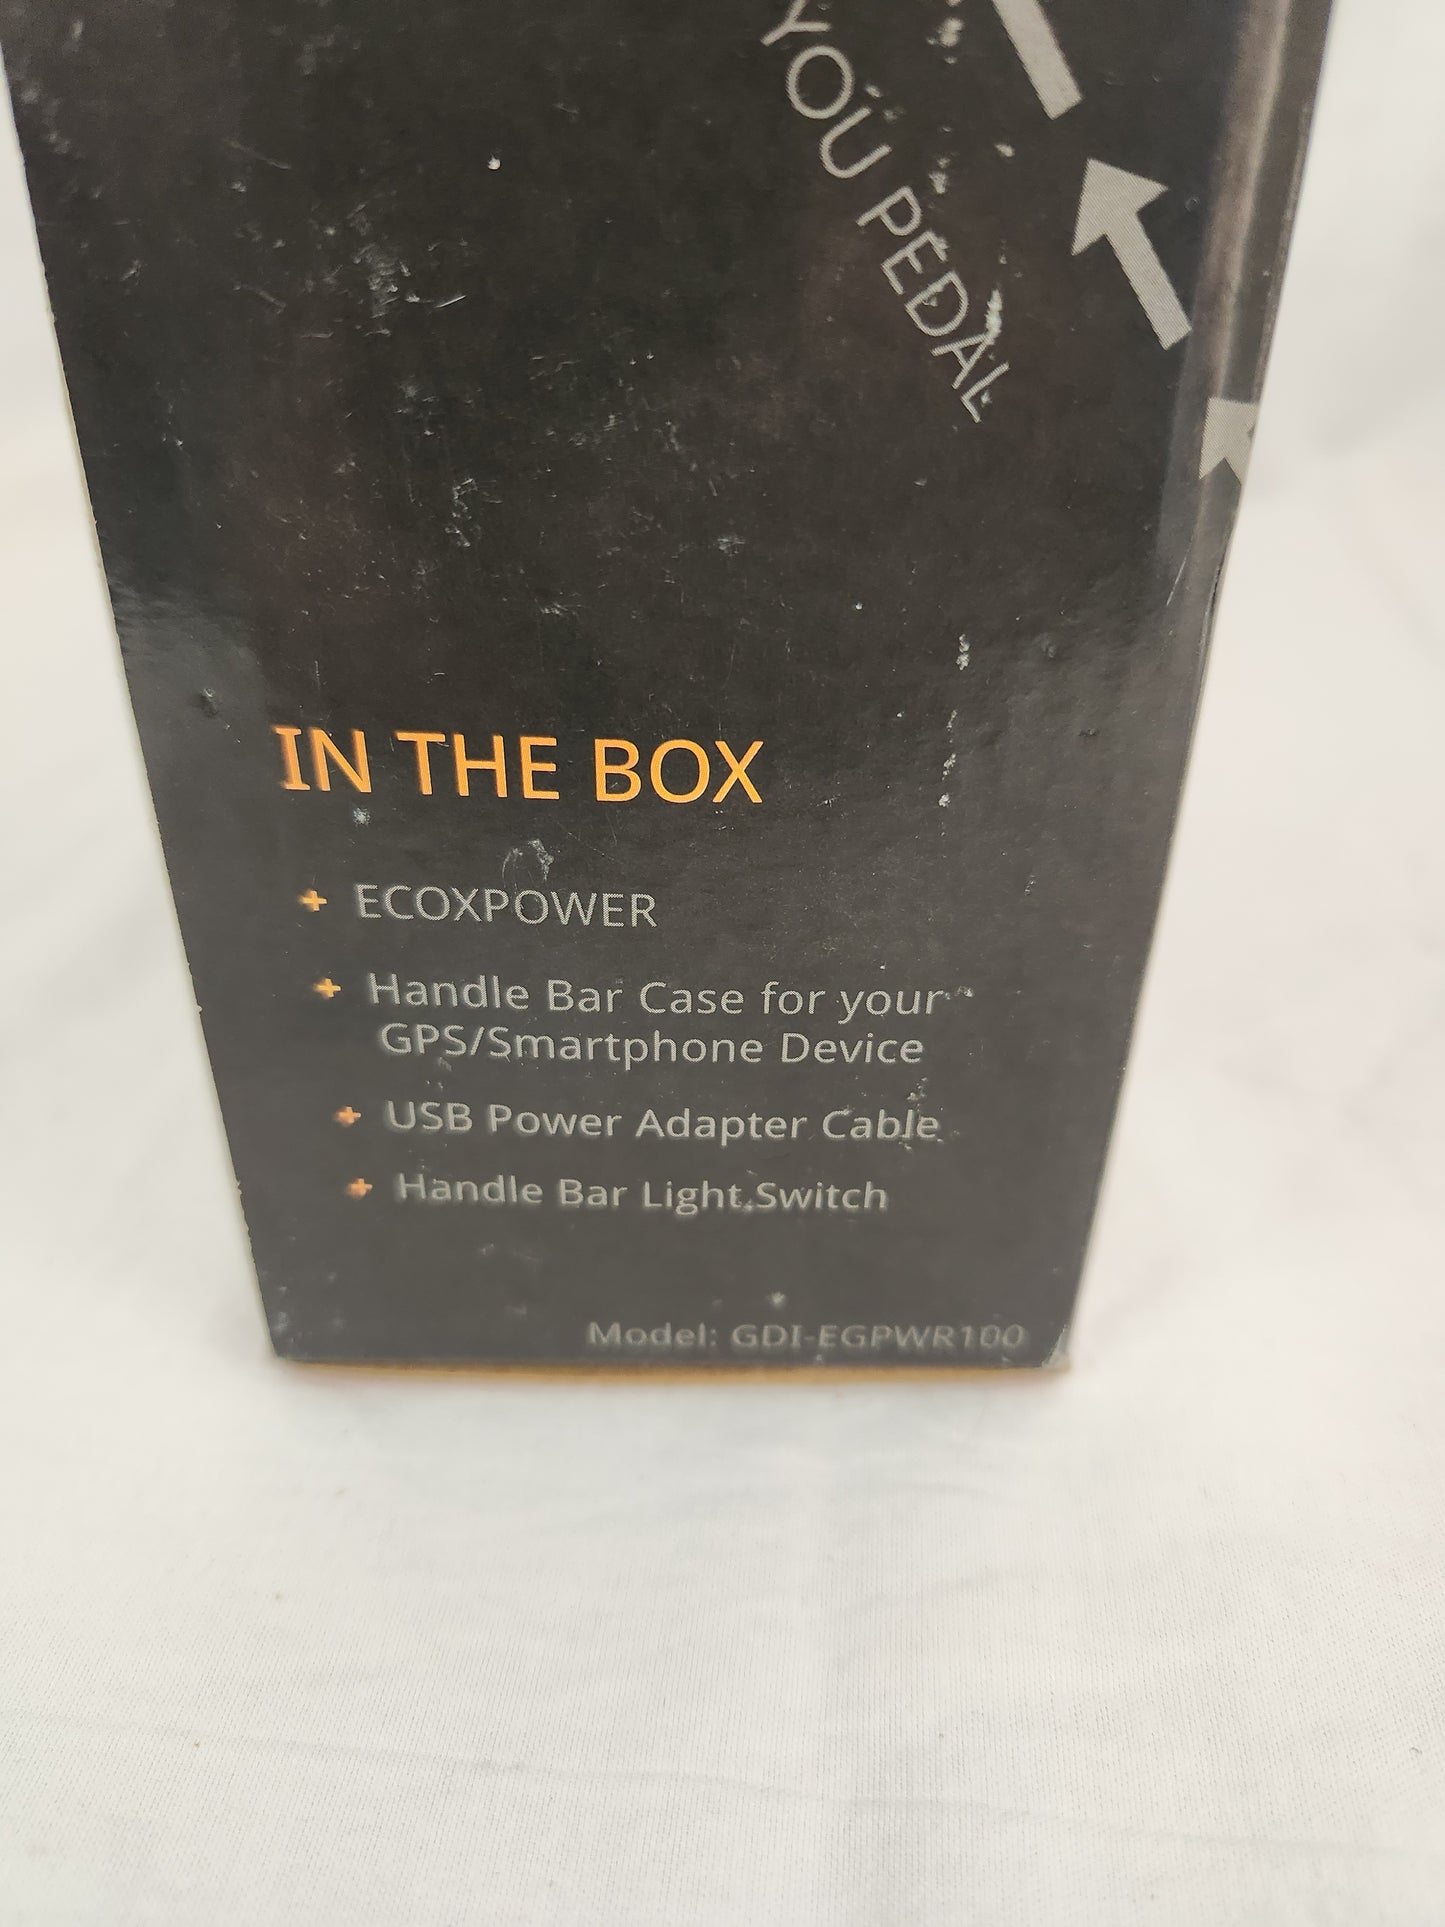 YOU PEDAL
IN THE BOX
+ ECOXPOWER
+ Handle Bar Case for your
GPS/Smartphone Device
+ USB Power Adapter Cable
+ Handle Bar Light Switch
Model: GDI-EGPWR100